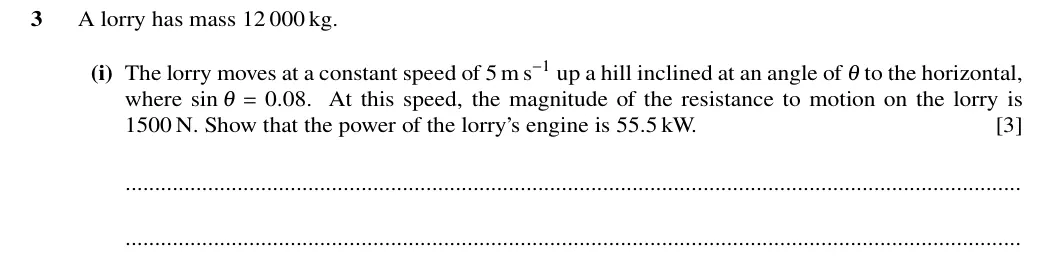 3 A lorry has mass 12 000 kg.
(i) The lorry moves at a constant speed of 5 m s⁻¹ up a hill inclined at an angle of θ to the horizontal,
where sin θ = 0.08. At this speed, the magnitude of the resistance to motion on the lorry is
1500 N. Show that the power of the lorry’s engine is 55.5 kW. [3]